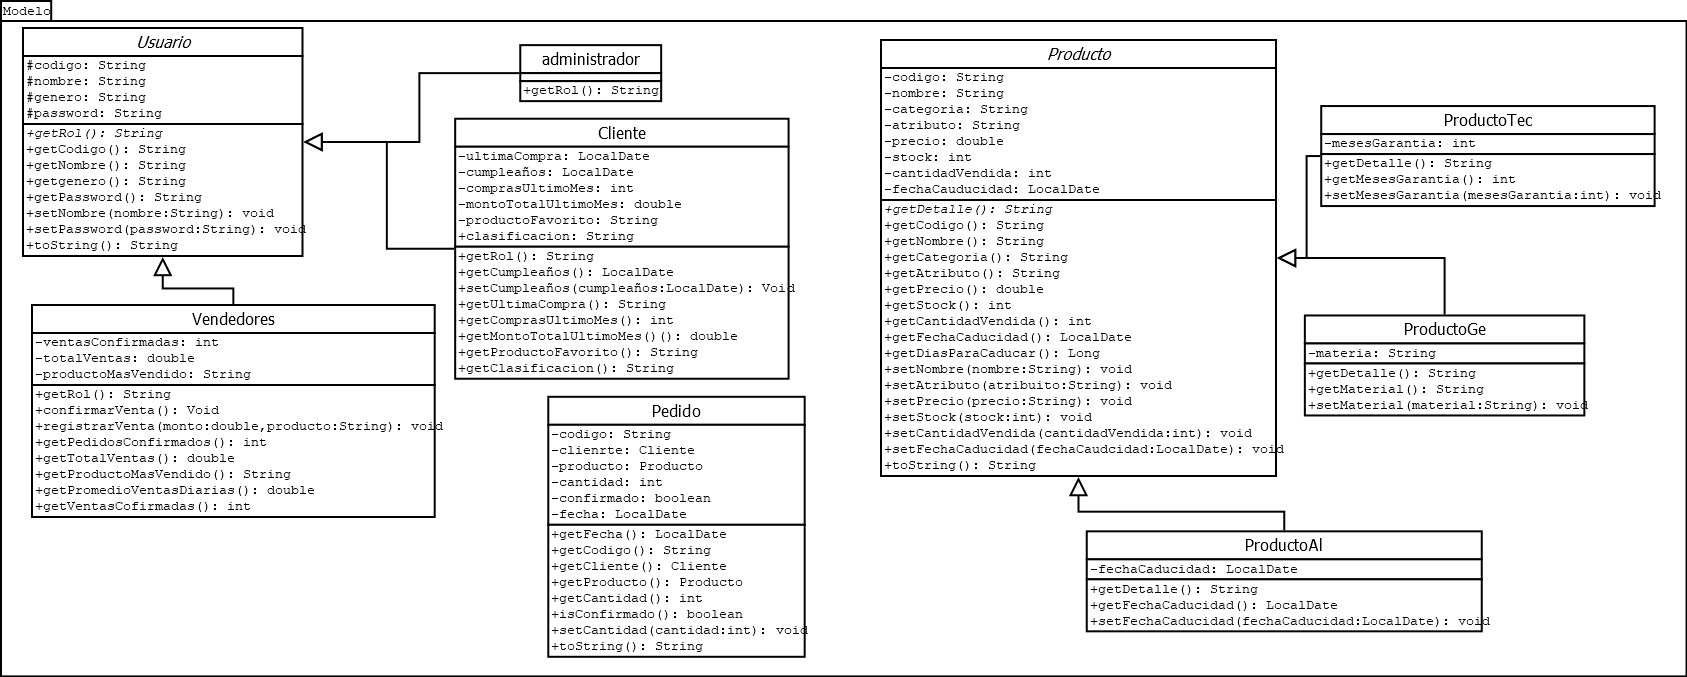 Modelo
Usuario
#codigo: String
#nombre: String
#genero: String
#password: String
+getRol(): String
+getCodigo(): String
+getNombre(): String
+getgenero(): String
+getPassword(): String
+setNombre(nombre:String): void
+setPassword(password:String): void
+toString(): String
Vendedores
-ventasConfirmadas: int
-totalVentas: double
-productoMasVendido: String
+getRol(): String
+confirmarVenta(): Void
+registrarVenta(monto:double,producto:String): void
+getPedidosConfirmados(): int
+getTotalVentas(): double
+getProductoMasVendido(): String
+getPromedioVentasDiarias(): double
+getVentasCofirmadas(): int
administrador
+getRol(): String
Cliente
-ultimaCompra: LocalDate
-cumpleaños: LocalDate
-comprasUltimoMes: int
-montoTotalUltimoMes: double
-productoFavorito: String
+clasificacion: String
+getRol(): String
+getCumpleaños(): LocalDate
+setCumpleaños(cumpleaños:LocalDate): Void
+getUltimaCompra(): String
+getComprasUltimoMes(): int
+getMontoTotalUltimoMes()(): double
+getProductoFavorito(): String
+getClasificacion(): String
Pedido
-codigo: String
-clienrte: Cliente
-producto: Producto
-cantidad: int
-confirmado: boolean
-fecha: LocalDate
+getFecha(): LocalDate
+getCodigo(): String
+getCliente(): Cliente
+getProducto(): Producto
+getCantidad(): int
+isConfirmado(): boolean
+setCantidad(cantidad:int): void
+toString(): String
Producto
-codigo: String
-nombre: String
-categoria: String
-atributo: String
-precio: double
-stock: int
-cantidadVendida: int
-fechaCauducidad: LocalDate
+getDetalle(): String
+getCodigo(): String
+getNombre(): String
+getCategoria(): String
+getAtributo(): String
+getPrecio(): double
+getStock(): int
+getCantidadVendida(): int
+getFechaCaducidad(): LocalDate
+getDiasParaCaducar(): Long
+setNombre(nombre:String): void
+setAtributo(atribuito:String): void
+setPrecio(precio:String): void
+setStock(stock:int): void
+setCantidadVendida(cantidadVendida:int): void
+setFechaCaducidad(fechaCaudcidad:LocalDate): void
+toString(): String
ProductoTec
-mesesGarantia: int
+getDetalle(): String
+getMesesGarantia(): int
+setMesesGarantia(mesesGarantia:int): void
ProductoGe
-materia: String
+getDetalle(): String
+getMaterial(): String
+setMaterial(material:String): void
ProductoAl
-fechaCaducidad: LocalDate
+getDetalle(): String
+getFechaCaducidad(): LocalDate
+setFechaCaducidad(fechaCaducidad:LocalDate): void